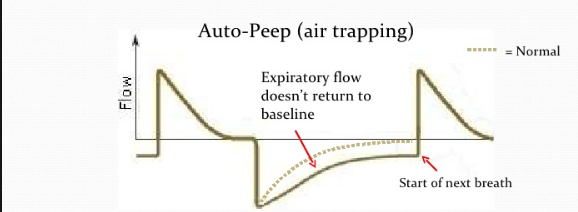 Auto-Peep (air trapping)
= Normal
Flow
Expiratory flow
doesn't return to
baseline
Start of next breath